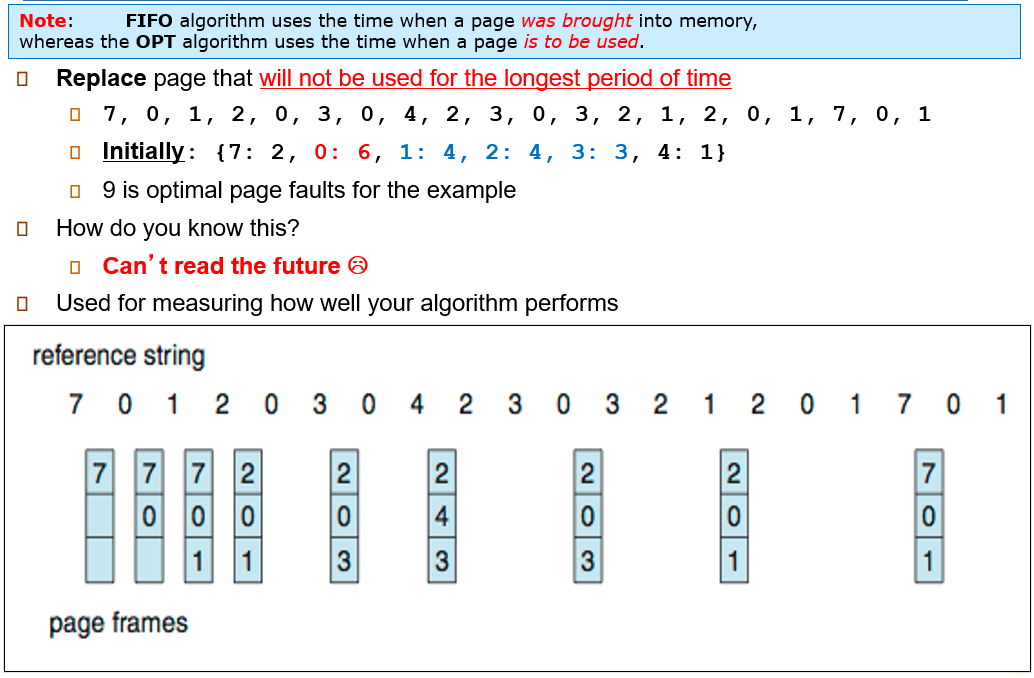 Note: FIFO algorithm uses the time when a page was brought into memory,
whereas the OPT algorithm uses the time when a page is to be used.
Replace page that will not be used for the longest period of time
7, 0, 1, 2, 0, 3, 0, 4, 2, 3, 0, 3, 2, 1, 2, 0, 1, 7, 0, 1
Initially: {7: 2, 0: 6, 1: 4, 2: 4, 3: 3, 4: 1}
9 is optimal page faults for the example
How do you know this?
Can't read the future ☹
Used for measuring how well your algorithm performs
reference string
7 0 1 2 0 3 0 4 2 3 0 3 2 1 2 0 1 7 0 1
7 7 7 2 2 2 2 2 7
0 0 0 0 4 0 0 0
1 1 3 3 3 1 1
page frames